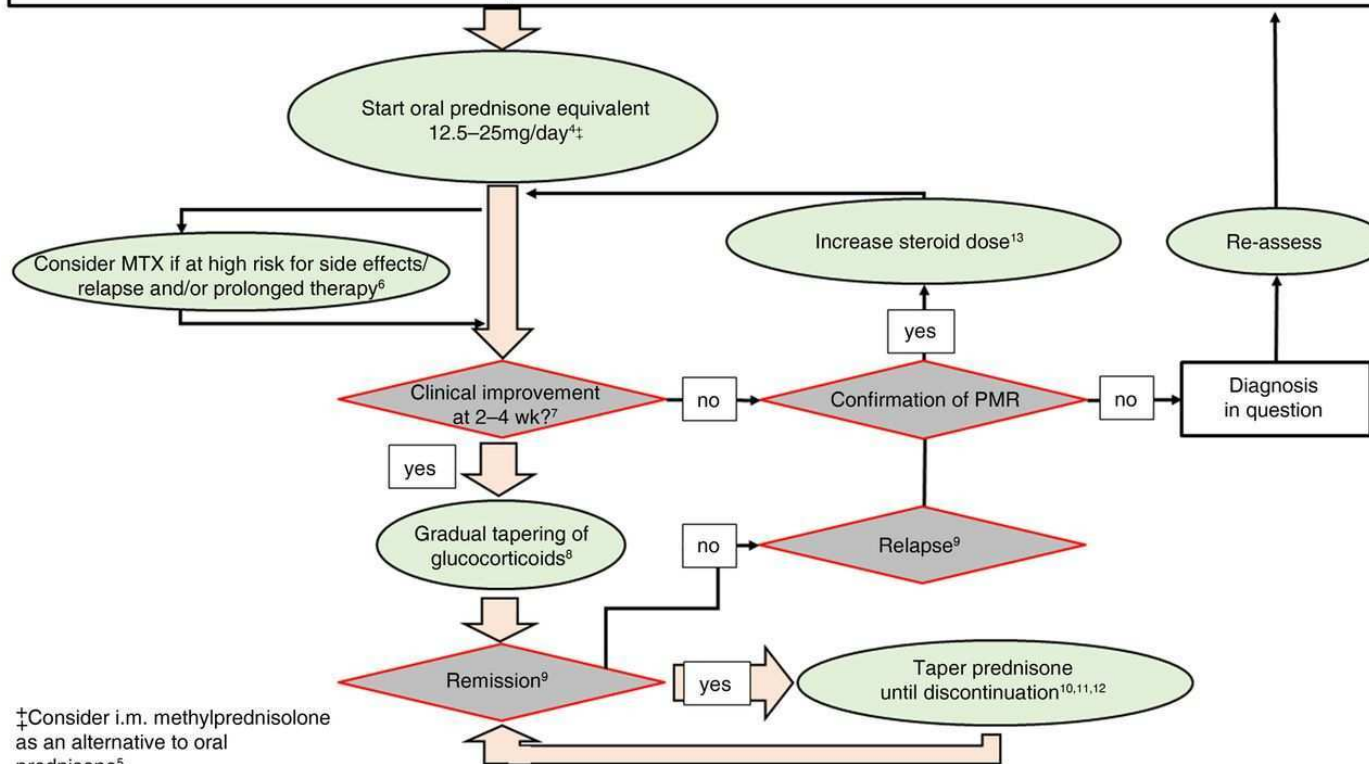 Start oral prednisone equivalent
12.5–25mg/day⁴‡
Consider MTX if at high risk for side effects/
relapse and/or prolonged therapy⁶
Increase steroid dose¹³
Re-assess
yes
Clinical improvement
at 2–4 wk?⁷
no
Confirmation of PMR
no
Diagnosis
in question
yes
Gradual tapering of
glucocorticoids⁸
no
Relapse⁹
Remission⁹
yes
Taper prednisone
until discontinuation¹⁰,¹¹,¹²
‡Consider i.m. methylprednisolone
as an alternative to oral
prednisone⁵